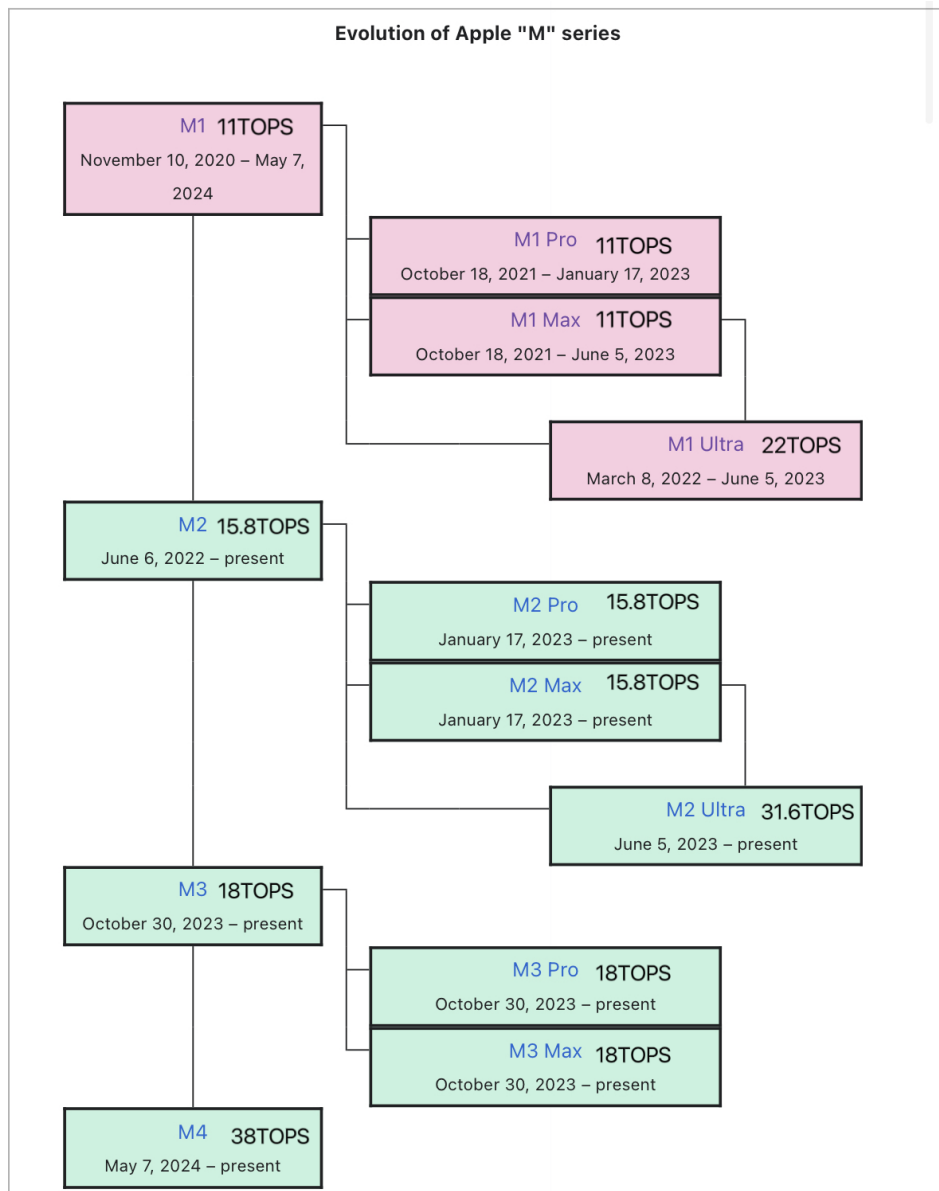 Evolution of Apple "M" series
M1 11TOPS
November 10, 2020 – May 7,
2024
M1 Pro 11TOPS
October 18, 2021 – January 17, 2023
M1 Max 11TOPS
October 18, 2021 – June 5, 2023
M1 Ultra 22TOPS
March 8, 2022 – June 5, 2023
M2 15.8TOPS
June 6, 2022 – present
M2 Pro 15.8TOPS
January 17, 2023 – present
M2 Max 15.8TOPS
January 17, 2023 – present
M2 Ultra 31.6TOPS
June 5, 2023 – present
M3 18TOPS
October 30, 2023 – present
M3 Pro 18TOPS
October 30, 2023 – present
M3 Max 18TOPS
October 30, 2023 – present
M4 38TOPS
May 7, 2024 – present